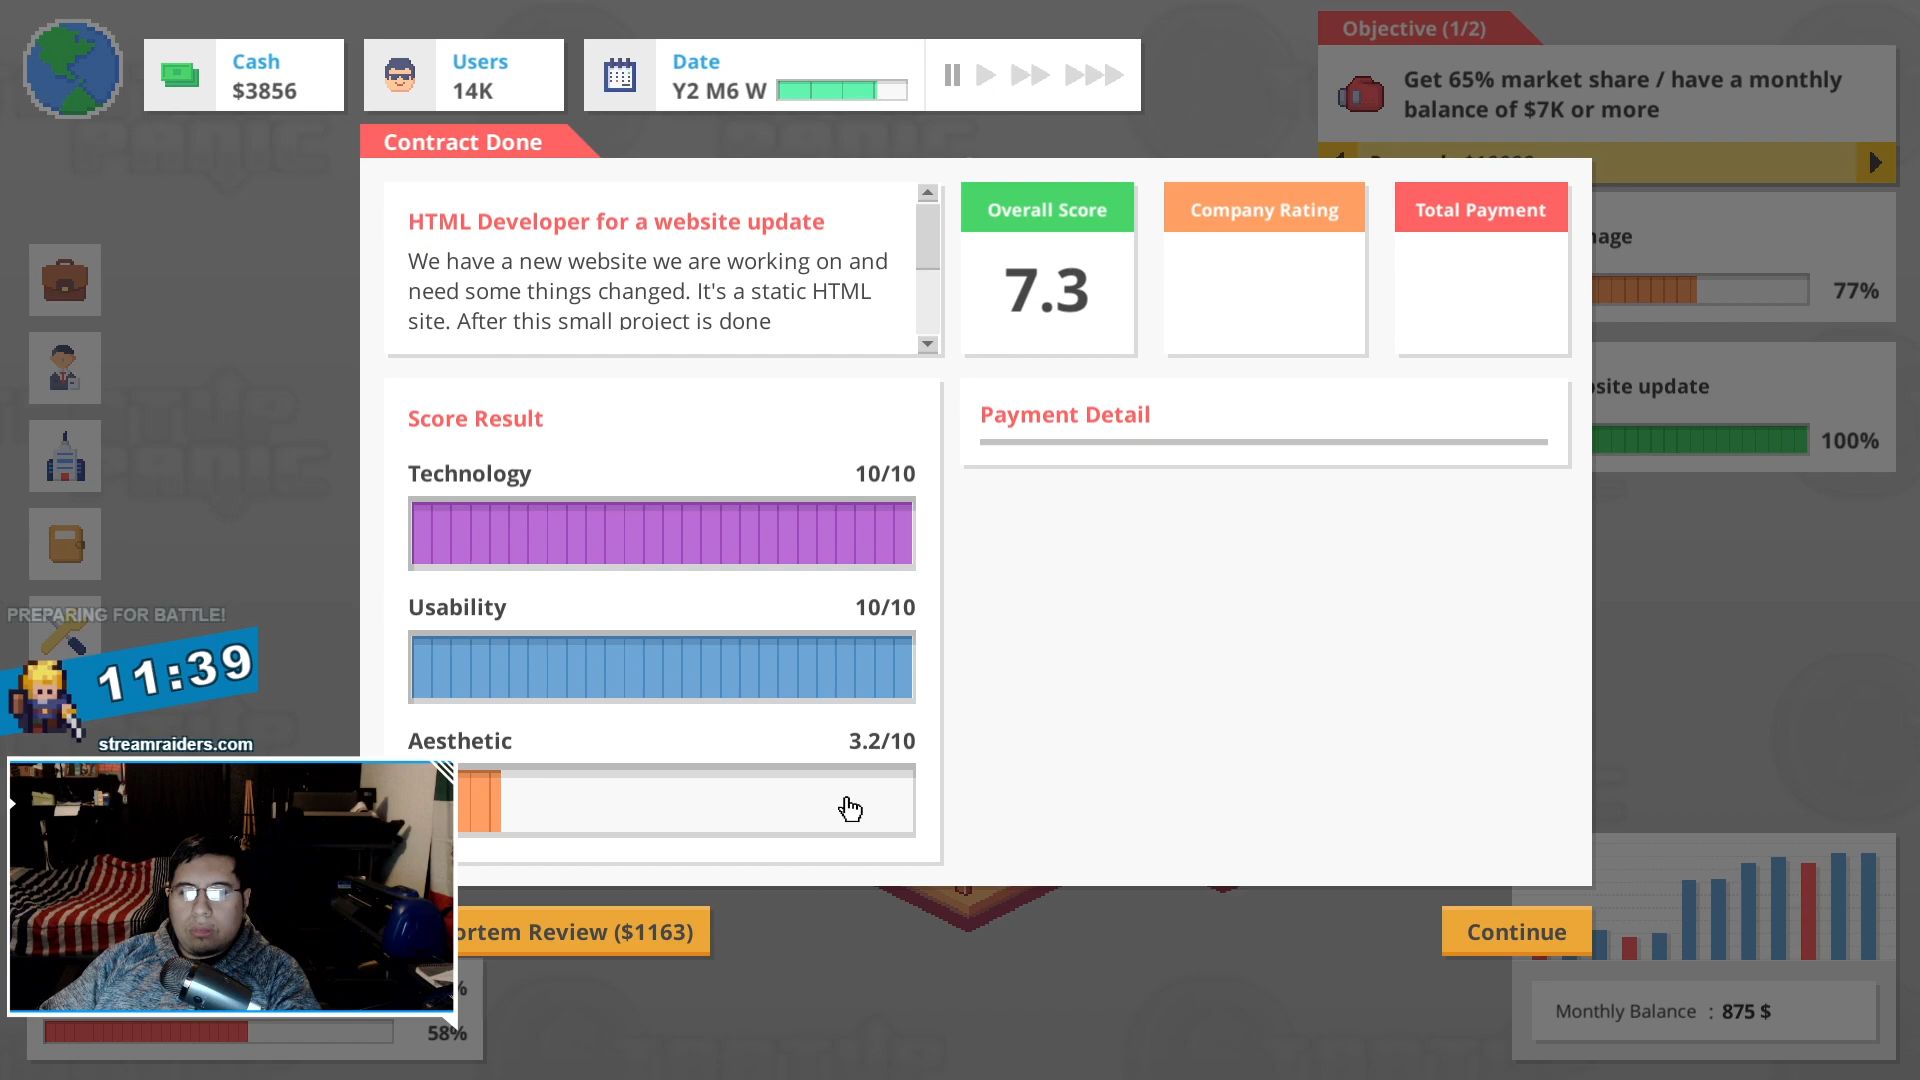 Cash
$3856
Users
14K
Date
Y2 M6 W
Objective (1/2)
Get 65% market share / have a monthly
balance of $7K or more
Contract Done
HTML Developer for a website update
We have a new website we are working on and
need some things changed. It's a static HTML
site. After this small project is done
Overall Score
7.3
Company Rating
Total Payment
77%
site update
100%
Score Result
Technology
10/10
Usability
10/10
Aesthetic
3.2/10
Payment Detail
PREPARING FOR BATTLE!
11:39
streamraiders.com
ortem Review ($1163)
Continue
%
58%
Monthly Balance : 875 $